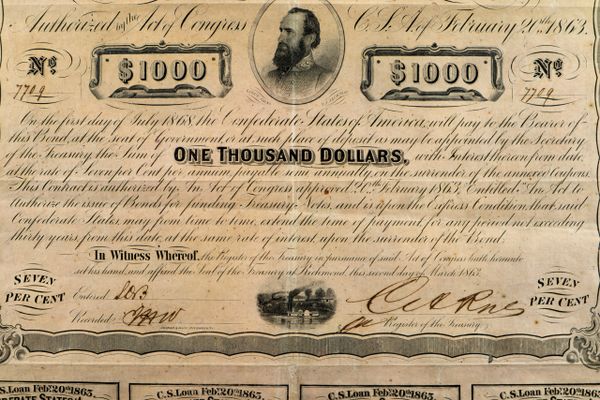 Authorized by the Act of Congress C.S.A. of February 20th 1863.
No. $1000 $1000 No.
7709 7709
On the first day of July 1868, the Confederate States of America, will pay to the Bearer of
this Bond, at the seat of Government, or at such place of deposit as may be appointed by the Secretary
of the Treasury, the Sum of ONE THOUSAND DOLLARS, with Interest thereon from date,
at the rate of Seven per Cent per annum, payable semi annually on the surrender of the annexed Coupons.
This Contract is authorized by "An Act of Congress approved 20th February 1863, Entitled "An Act to
Authorize the issue of Bonds for funding Treasury Notes, and is upon the Express Condition, that said
Confederate States, may from time to time, extend the time of payment, for any period not exceeding
thirty years from this date, at the same rate of interest, upon the surrender of the Bond.
In Witness Whereof, the Register of the Treasury in pursuance of said Act of Congress hath hereunto
set his hand, and affixed the Seal of the Treasury at Richmond this second day of March 1863.
SEVEN PER CENT
Entered
Recorded
Register of the Treasury
SEVEN PER CENT
C.S. Loan Feby. 20th 1863. C.S. Loan Feby. 20th 1863. C.S. Loan Feby. 20th 1863. C.S. Loan Feby. 20th 1863.